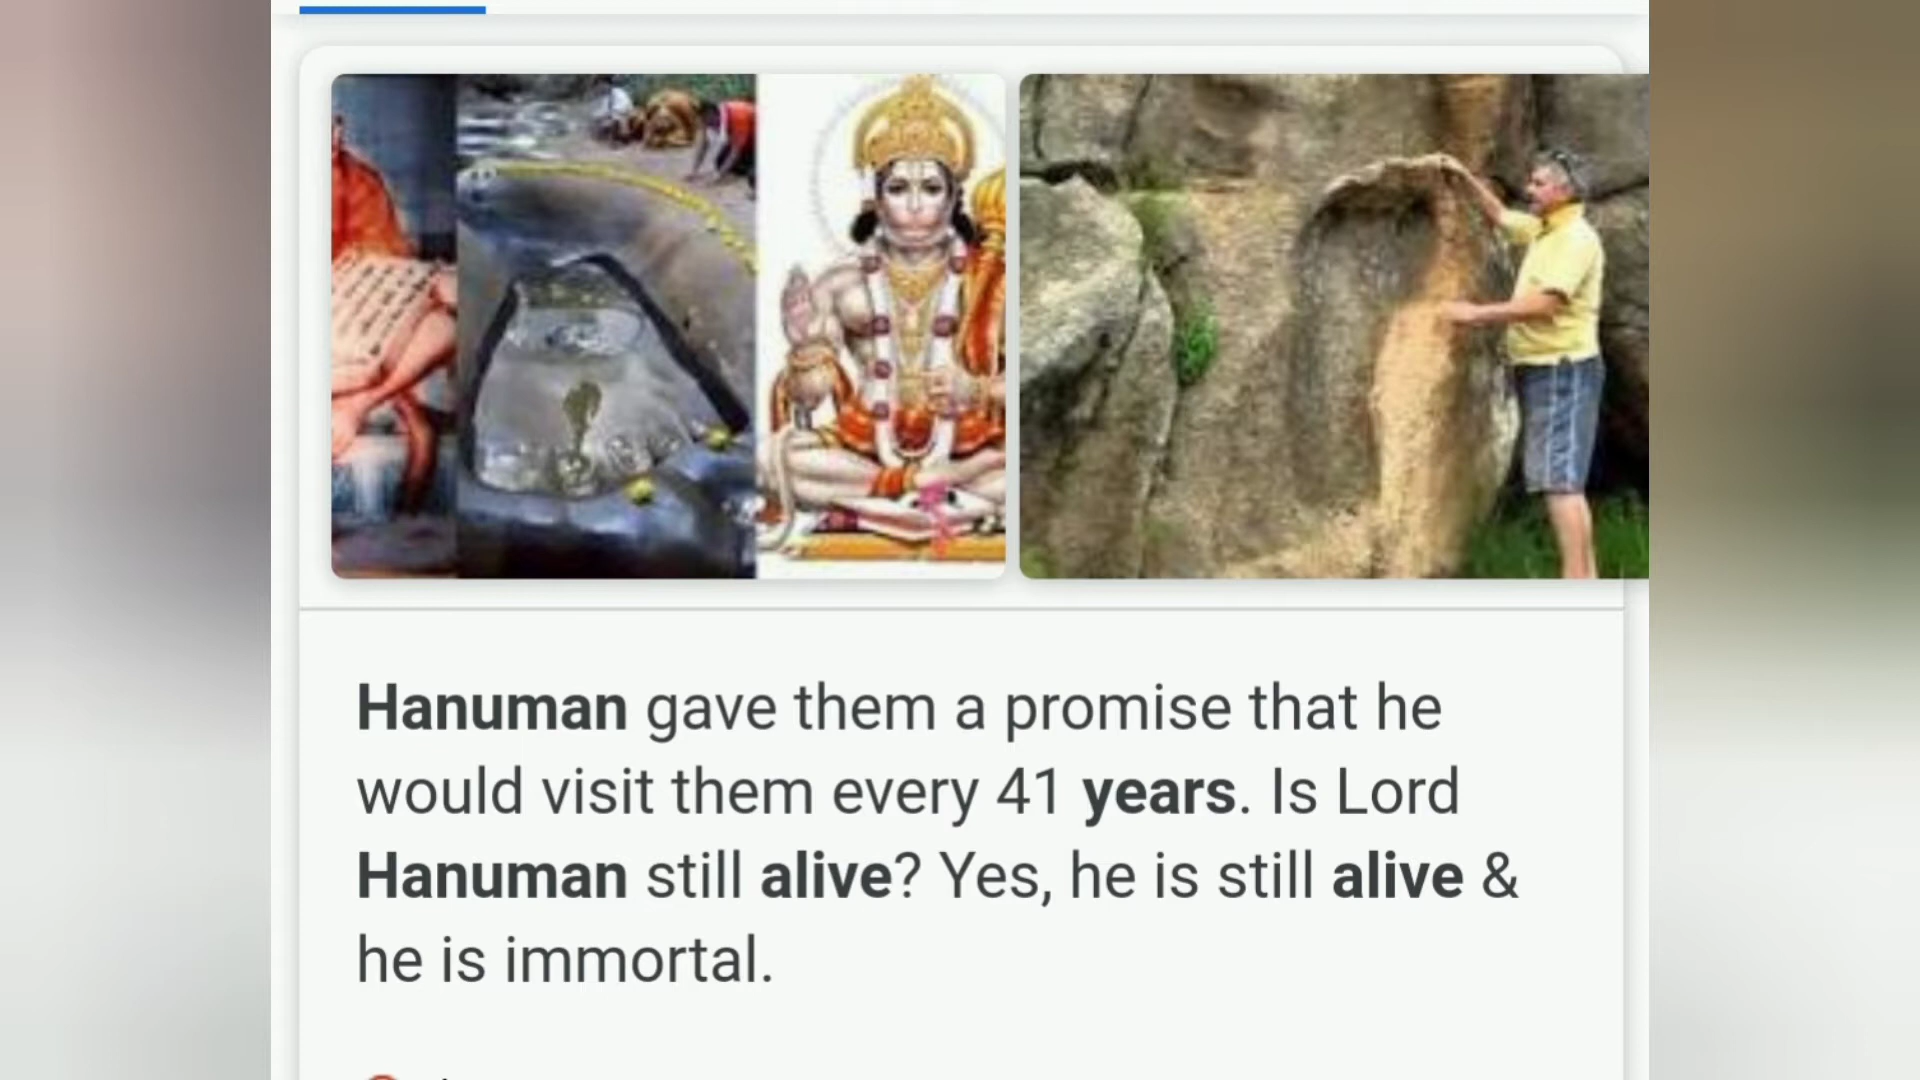 Hanuman gave them a promise that he
would visit them every 41 years. Is Lord
Hanuman still alive? Yes, he is still alive &
he is immortal.